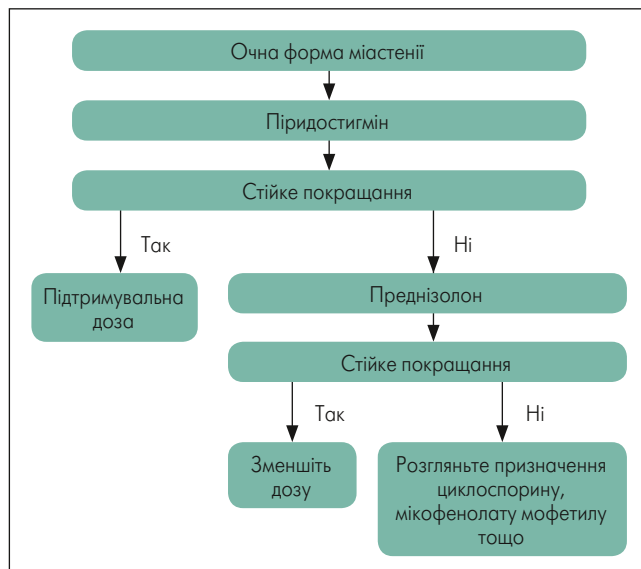 Очна форма міастенії
Піридостигмін
Стійке покращання
Так
Ні
Підтримувальна
доза
Преднізолон
Стійке покращання
Так
Ні
Зменшіть
дозу
Розгляньте призначення
циклоспорину,
мікофенолату мофетилу
тощо